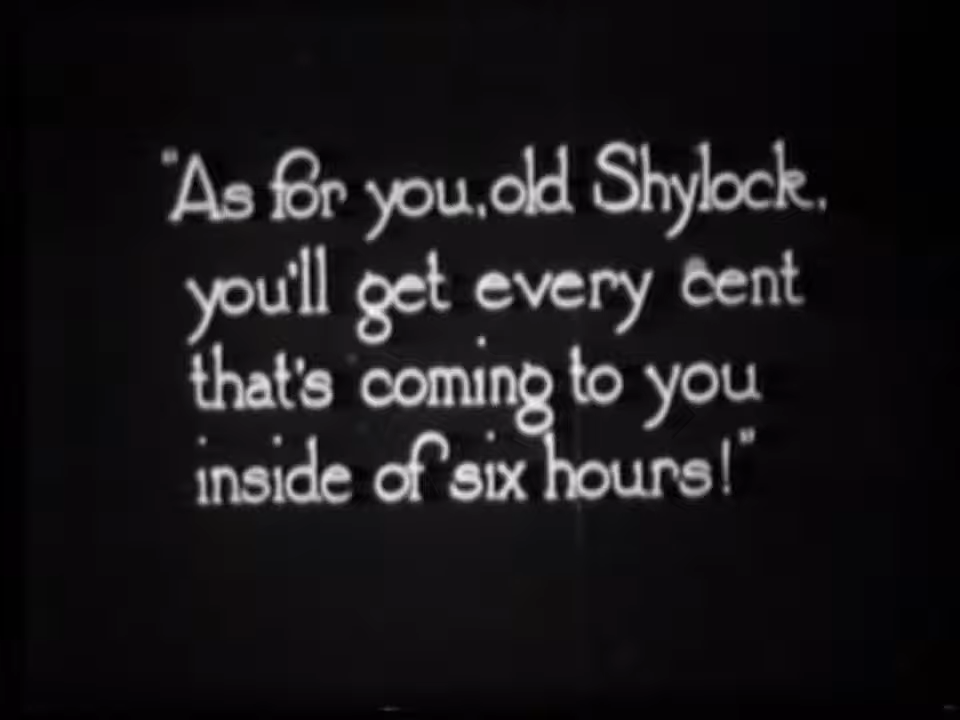 "As for you, old Shylock,
you'll get every cent
that's coming to you
inside of six hours!"